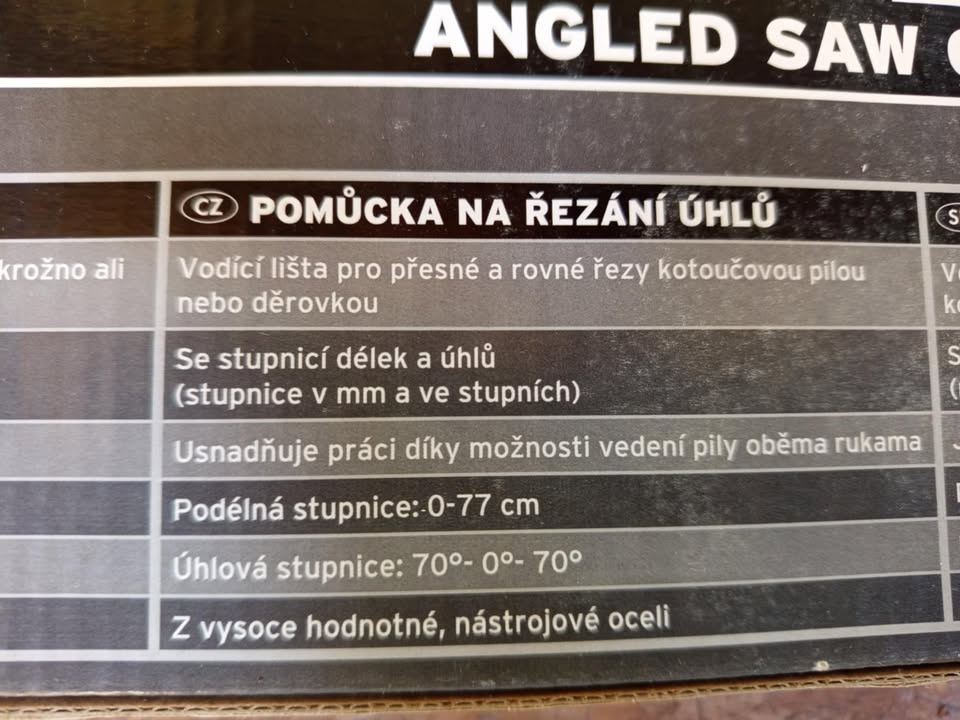 ANGLED SAW
CZ POMŮCKA NA ŘEZÁNÍ ÚHLŮ
krožno ali
Vodící lišta pro přesné a rovné řezy kotoučovou pilou
nebo děrovkou
Se stupnicí délek a úhlů
(stupnice v mm a ve stupních)
Usnadňuje práci díky možnosti vedení pily oběma rukama
Podélná stupnice: 0-77 cm
Úhlová stupnice: 70°- 0°- 70°
Z vysoce hodnotné, nástrojové oceli